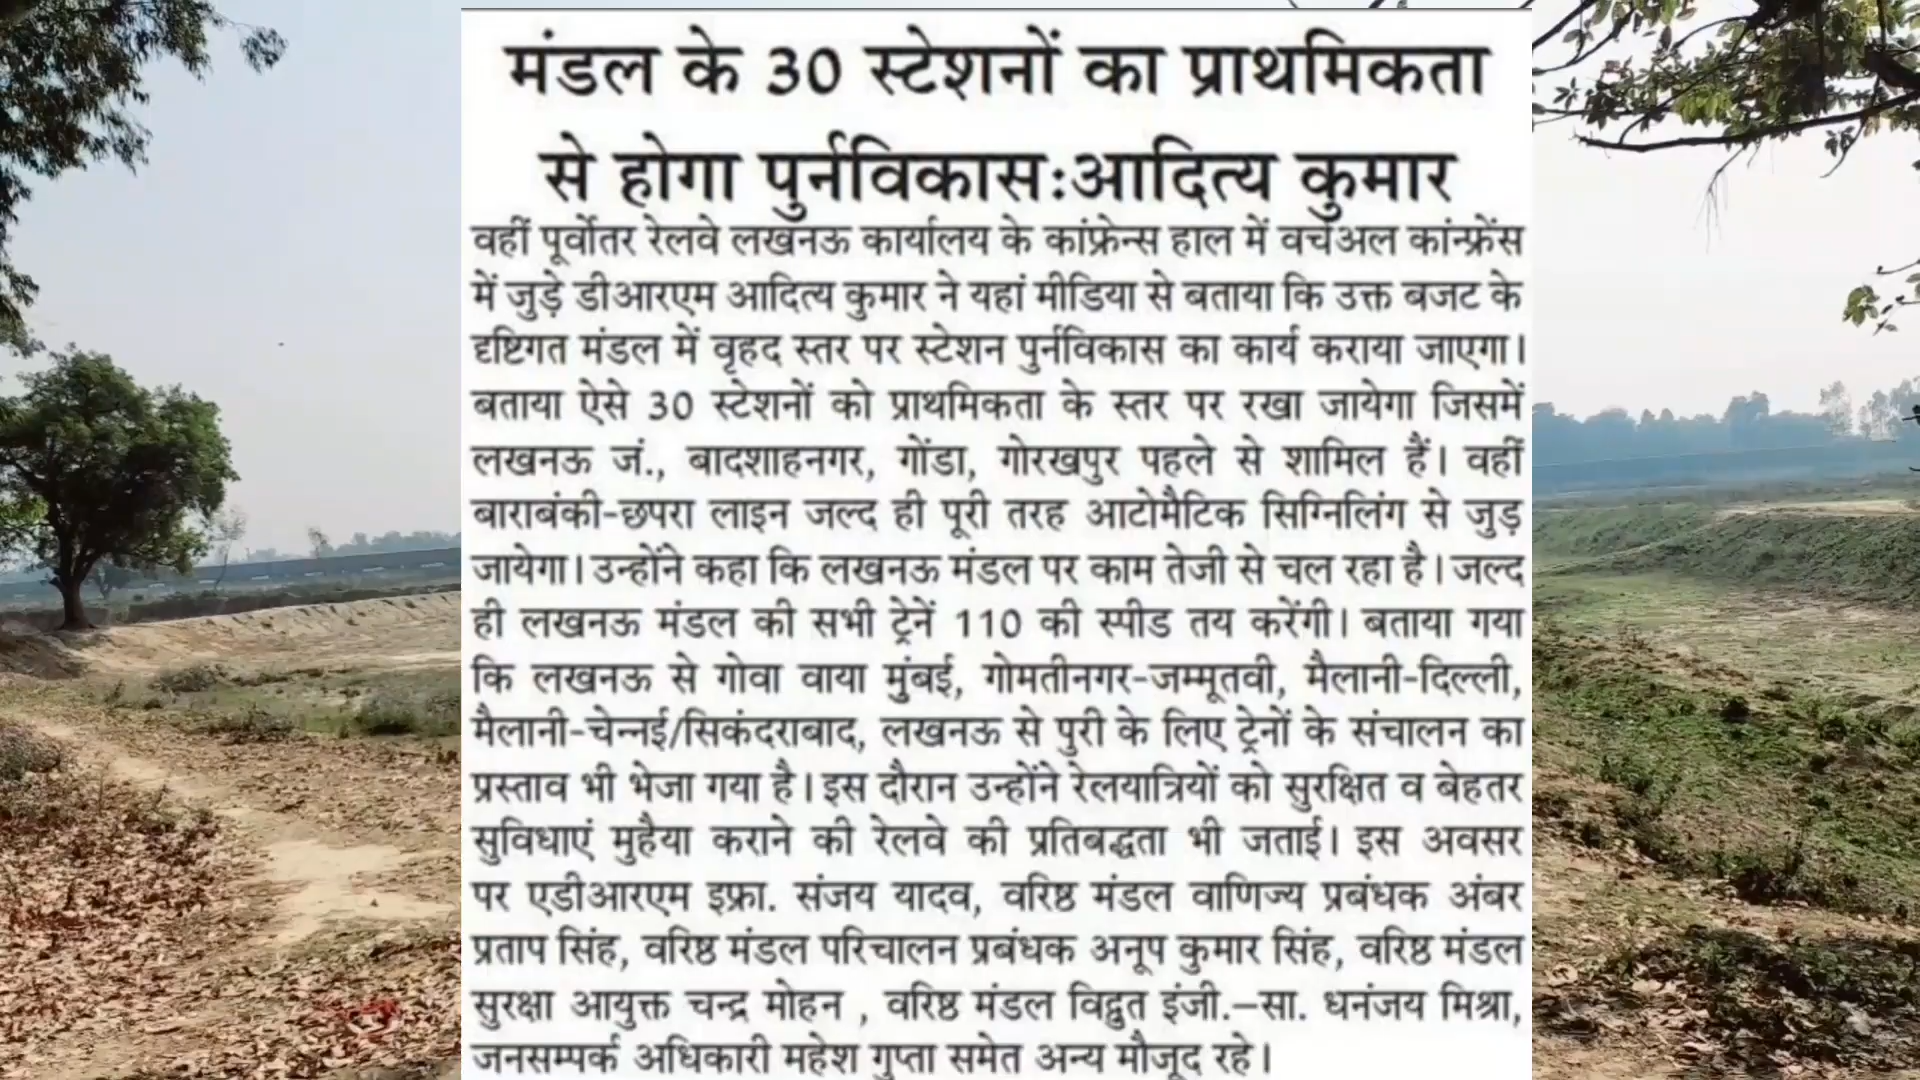 मंडल के 30 स्टेशनों का प्राथमिकता
से होगा पुर्नविकासःआदित्य कुमार
वहीं पूर्वोतर रेलवे लखनऊ कार्यालय के कांफ्रेन्स हाल में वर्चुअल कांन्फ्रेंस
में जुड़े डीआरएम आदित्य कुमार ने यहां मीडिया से बताया कि उक्त बजट के
दृष्टिगत मंडल में वृहद स्तर पर स्टेशन पुर्नविकास का कार्य कराया जाएगा।
बताया ऐसे 30 स्टेशनों को प्राथमिकता के स्तर पर रखा जायेगा जिसमें
लखनऊ जं., बादशाहनगर, गोंडा, गोरखपुर पहले से शामिल हैं। वहीं
बाराबंकी-छपरा लाइन जल्द ही पूरी तरह आटोमैटिक सिग्निलिंग से जुड़
जायेगा। उन्होंने कहा कि लखनऊ मंडल पर काम तेजी से चल रहा है। जल्द
ही लखनऊ मंडल की सभी ट्रेनें 110 की स्पीड तय करेंगी। बताया गया
कि लखनऊ से गोवा वाया मुंबई, गोमतीनगर-जम्मूतवी, मैलानी-दिल्ली,
मैलानी-चेन्नई/सिकंदराबाद, लखनऊ से पुरी के लिए ट्रेनों के संचालन का
प्रस्ताव भी भेजा गया है। इस दौरान उन्होंने रेलयात्रियों को सुरक्षित व बेहतर
सुविधाएं मुहैया कराने की रेलवे की प्रतिबद्धता भी जताई। इस अवसर
पर एडीआरएम इफ्रा. संजय यादव, वरिष्ठ मंडल वाणिज्य प्रबंधक अंबर
प्रताप सिंह, वरिष्ठ मंडल परिचालन प्रबंधक अनूप कुमार सिंह, वरिष्ठ मंडल
सुरक्षा आयुक्त चन्द्र मोहन , वरिष्ठ मंडल विद्युत इंजी.–सा. धनंजय मिश्रा,
जनसम्पर्क अधिकारी महेश गुप्ता समेत अन्य मौजूद रहे।